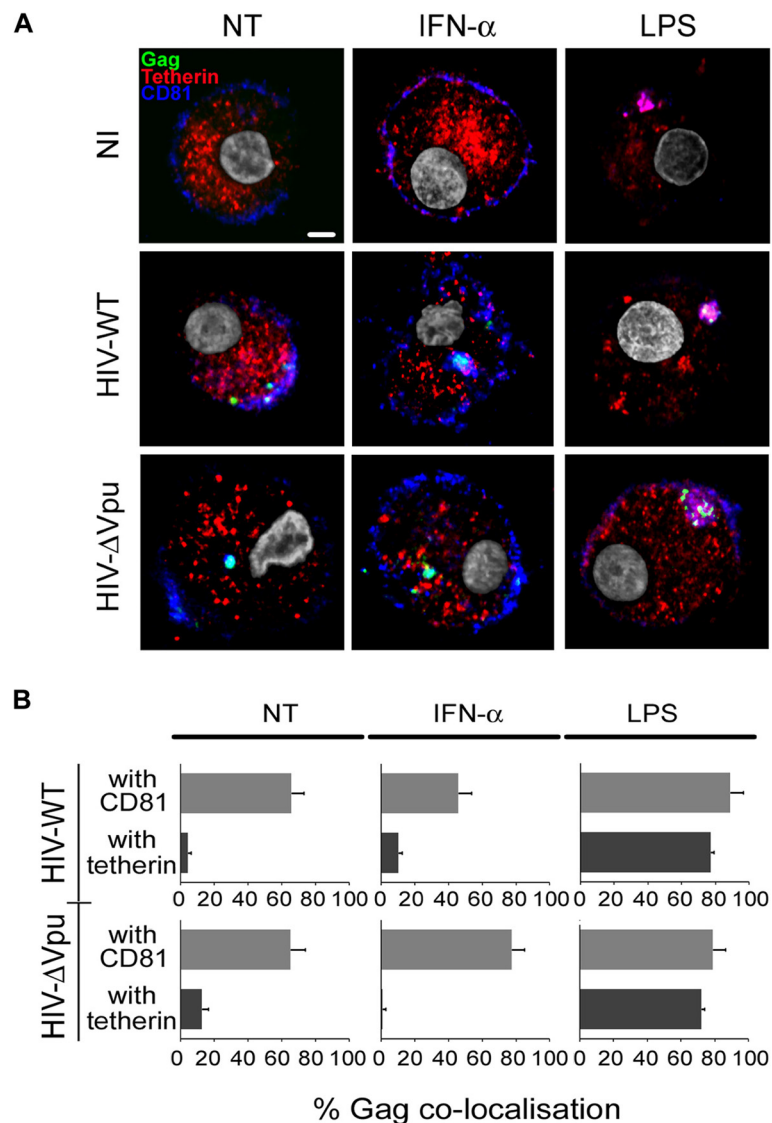 A
NT IFN-α LPS
Gag
Tetherin
CD81
NI
HIV-WT
HIV-ΔVpu
B
NT IFN-α LPS
HIV-WT
with
CD81
with
tetherin
0 20 40 60 80 100 0 20 40 60 80 100 0 20 40 60 80 100
HIV-ΔVpu
with
CD81
with
tetherin
0 20 40 60 80 100 0 20 40 60 80 100 0 20 40 60 80 100
% Gag co-localisation